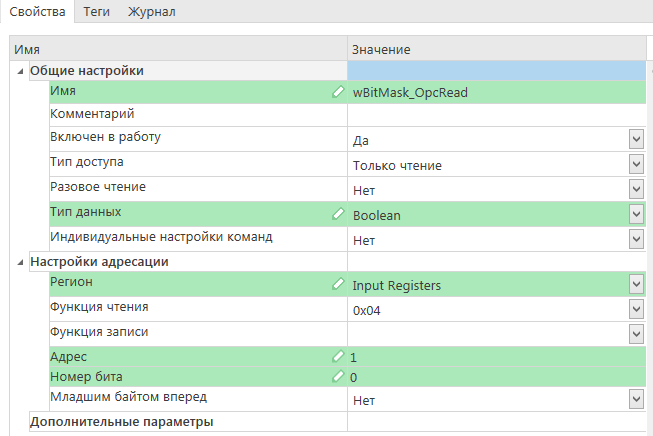 Свойства Теги Журнал
Имя Значение
Общие настройки
Имя wBitMask_OpcRead
Комментарий
Включен в работу Да
Тип доступа Только чтение
Разовое чтение Нет
Тип данных Boolean
Индивидуальные настройки команд Нет
Настройки адресации
Регион Input Registers
Функция чтения 0x04
Функция записи
Адрес 1
Номер бита 0
Младшим байтом вперед Нет
Дополнительные параметры